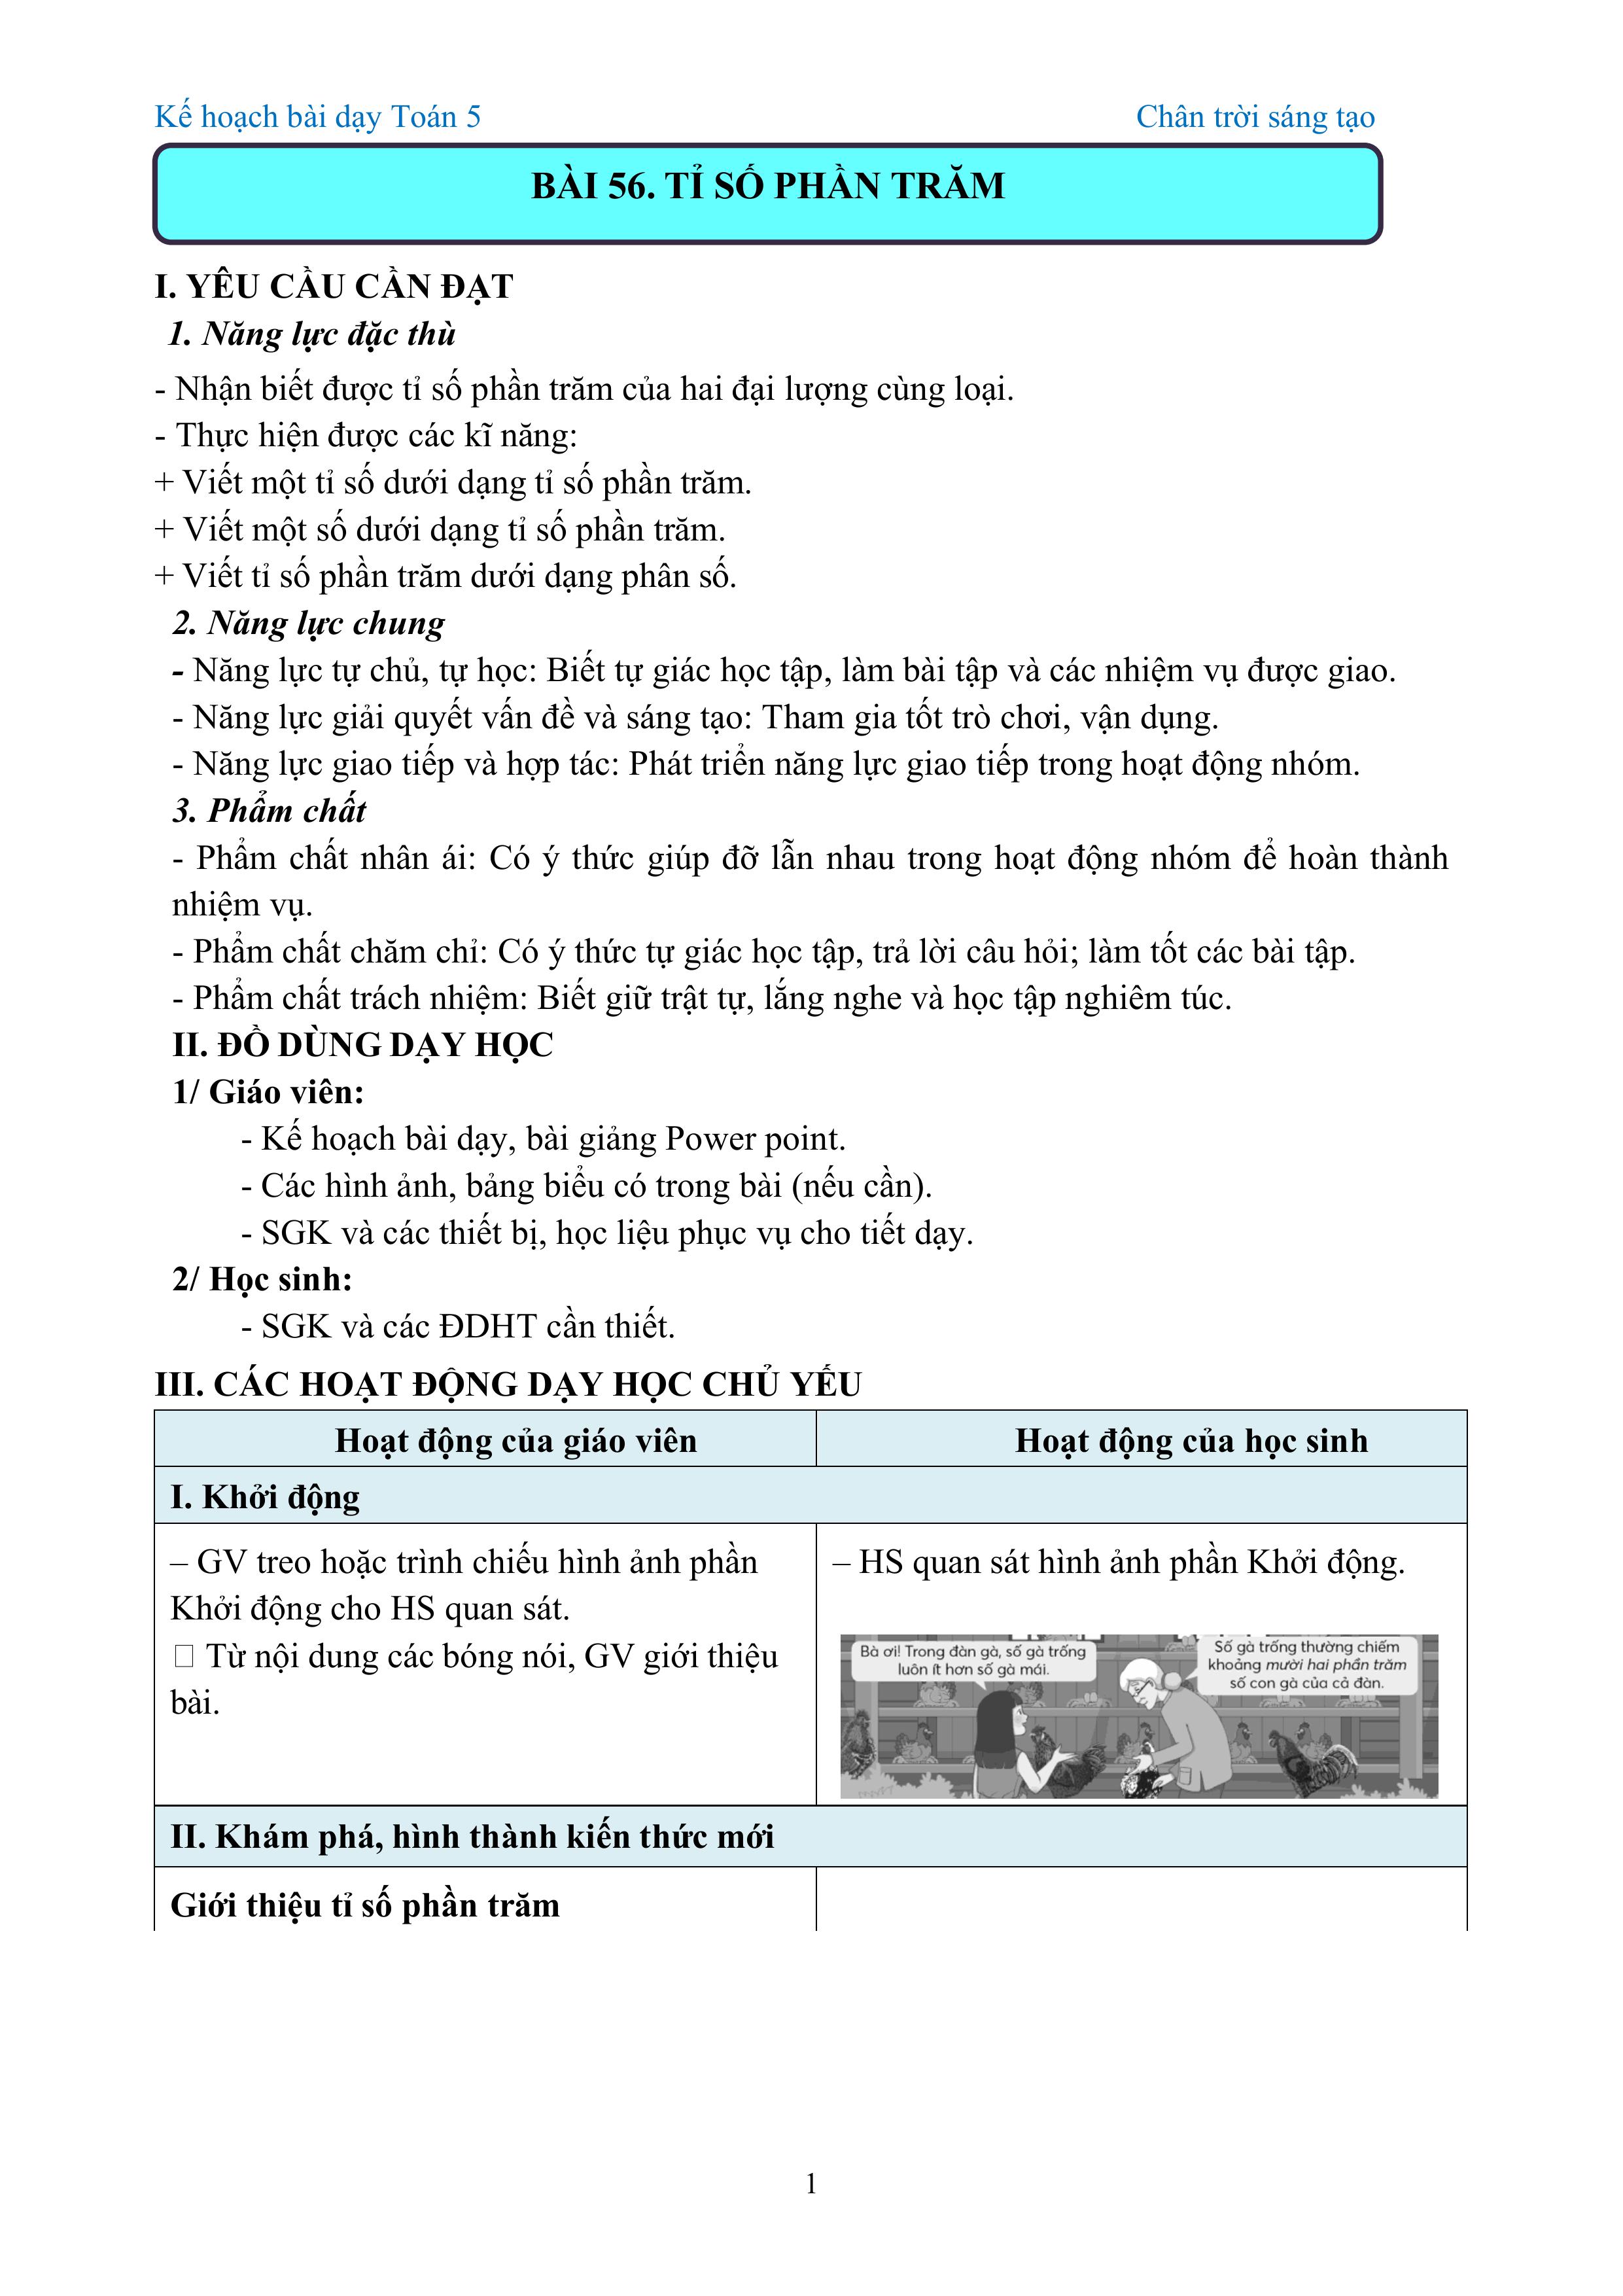 Kế hoạch bài dạy Toán 5 Chân trời sáng tạo
BÀI 56. TỈ SỐ PHẦN TRĂM
I. YÊU CẦU CẦN ĐẠT
1. Năng lực đặc thù
- Nhận biết được tỉ số phần trăm của hai đại lượng cùng loại.
- Thực hiện được các kĩ năng:
+ Viết một tỉ số dưới dạng tỉ số phần trăm.
+ Viết một số dưới dạng tỉ số phần trăm.
+ Viết tỉ số phần trăm dưới dạng phân số.
2. Năng lực chung
- Năng lực tự chủ, tự học: Biết tự giác học tập, làm bài tập và các nhiệm vụ được giao.
- Năng lực giải quyết vấn đề và sáng tạo: Tham gia tốt trò chơi, vận dụng.
- Năng lực giao tiếp và hợp tác: Phát triển năng lực giao tiếp trong hoạt động nhóm.
3. Phẩm chất
- Phẩm chất nhân ái: Có ý thức giúp đỡ lẫn nhau trong hoạt động nhóm để hoàn thành
nhiệm vụ.
- Phẩm chất chăm chỉ: Có ý thức tự giác học tập, trả lời câu hỏi; làm tốt các bài tập.
- Phẩm chất trách nhiệm: Biết giữ trật tự, lắng nghe và học tập nghiêm túc.
II. ĐỒ DÙNG DẠY HỌC
1/ Giáo viên:
- Kế hoạch bài dạy, bài giảng Power point.
- Các hình ảnh, bảng biểu có trong bài (nếu cần).
- SGK và các thiết bị, học liệu phục vụ cho tiết dạy.
2/ Học sinh:
- SGK và các ĐDHT cần thiết.
III. CÁC HOẠT ĐỘNG DẠY HỌC CHỦ YẾU
Hoạt động của giáo viên Hoạt động của học sinh
I. Khởi động
– GV treo hoặc trình chiếu hình ảnh phần
Khởi động cho HS quan sát.
 Từ nội dung các bóng nói, GV giới thiệu
bài.
– HS quan sát hình ảnh phần Khởi động.
Bà ơi! Trong đàn gà, số gà trống
luôn ít hơn số gà mái.
Số gà trống thường chiếm
khoảng mười hai phần trăm
số con gà của cả đàn.
II. Khám phá, hình thành kiến thức mới
Giới thiệu tỉ số phần trăm
1